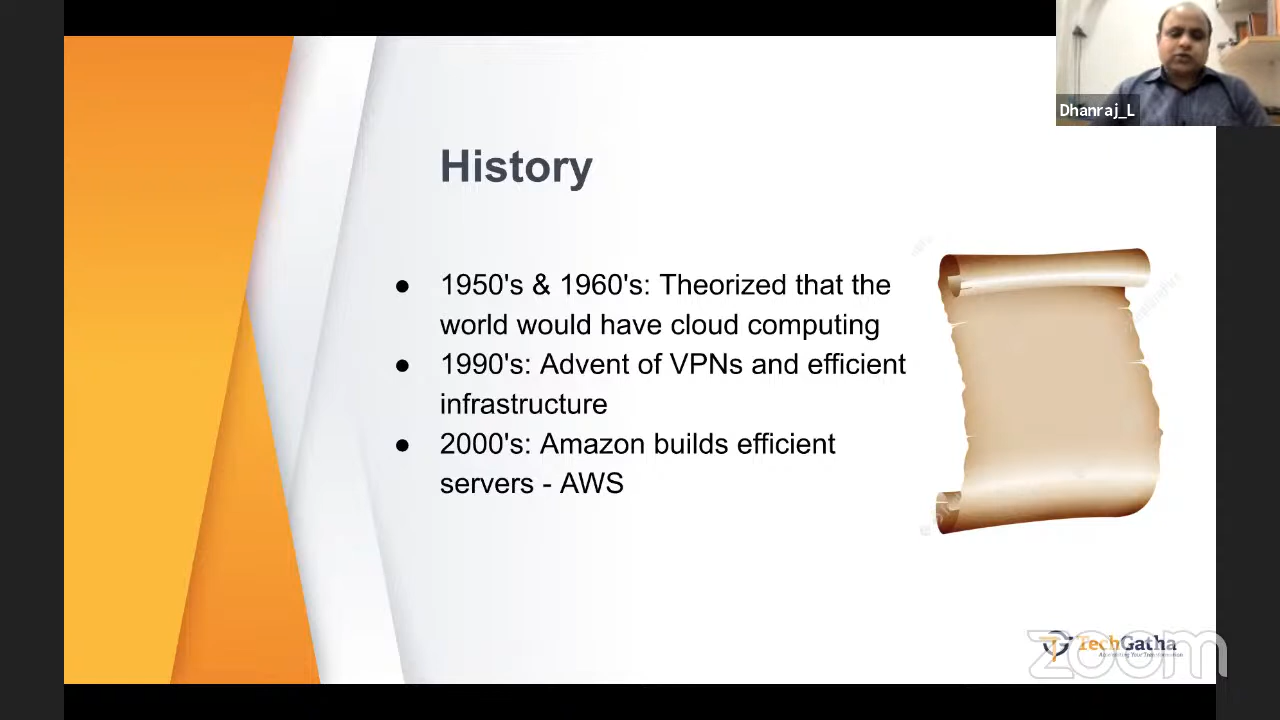 Dhanraj_L
History
● 1950's & 1960's: Theorized that the
world would have cloud computing
● 1990's: Advent of VPNs and efficient
infrastructure
● 2000's: Amazon builds efficient
servers - AWS
TechGatha
zoom